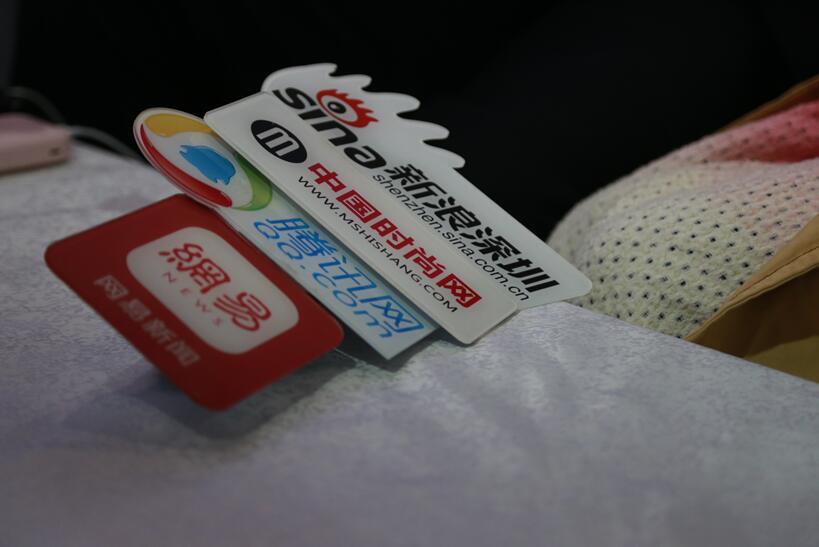 sina
新浪深圳
shenzhen.sina.com.cn
m
中国时尚网
WWW.MSHISHANG.COM
腾讯网
QQ.com
網易
NEWS
网易新闻